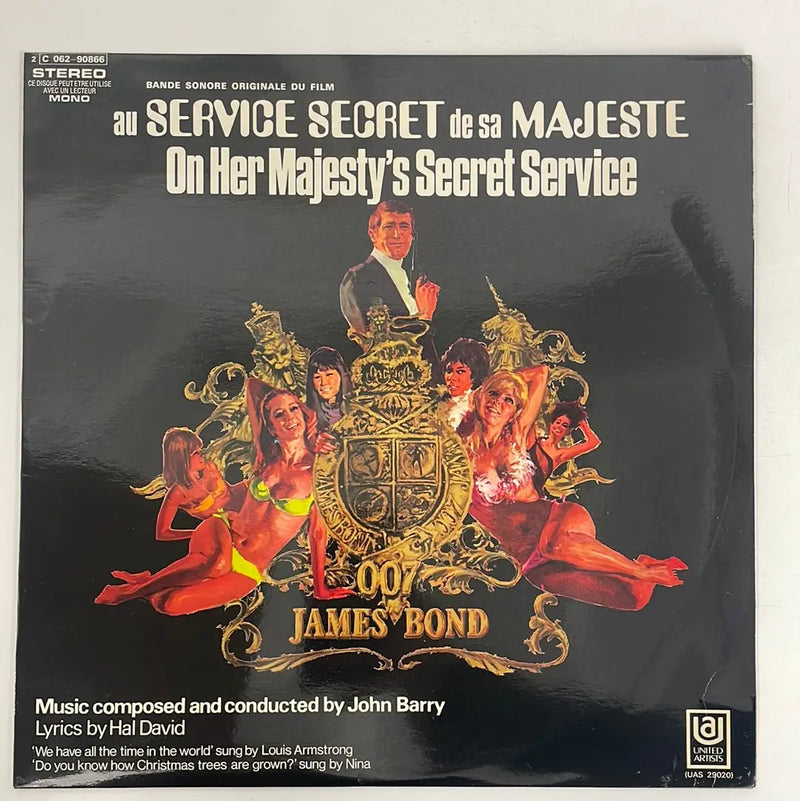 2 C 062-90866
STEREO
CE DISQUE PEUT ETRE UTILISE
AVEC UN LECTEUR
MONO
BANDE SONORE ORIGINALE DU FILM
au SERVICE SECRET de sa MAJESTE
On Her Majesty's Secret Service
007
JAMES BOND
Music composed and conducted by John Barry
Lyrics by Hal David
'We have all the time in the world' sung by Louis Armstrong
'Do you know how Christmas trees are grown?' sung by Nina
UA
UNITED
ARTISTS
(UAS 29020)